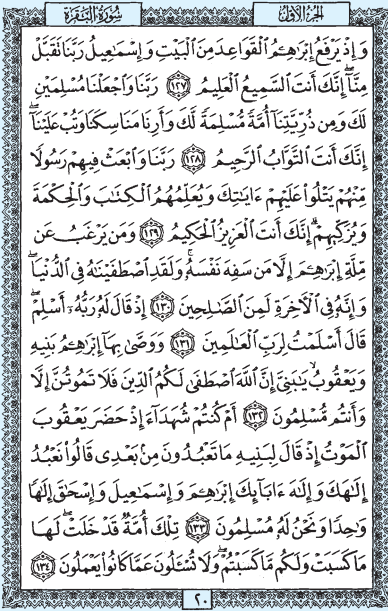 الجزء الأول
سورة البقرة
وَإِذْ يَرْفَعُ إِبْرَٰهِـۧمُ ٱلْقَوَاعِدَ مِنَ ٱلْبَيْتِ وَإِسْمَٰعِيلُ رَبَّنَا تَقَبَّلْ
مِنَّآ ۖ إِنَّكَ أَنتَ ٱلسَّمِيعُ ٱلْعَلِيمُ ١٢٧ رَبَّنَا وَٱجْعَلْنَا مُسْلِمَيْنِ
لَكَ وَمِن ذُرِّيَّتِنَآ أُمَّةً مُّسْلِمَةً لَّكَ وَأَرِنَا مَنَاسِكَنَا وَتُبْ عَلَيْنَآ ۖ
إِنَّكَ أَنتَ ٱلتَّوَّابُ ٱلرَّحِيمُ ١٢٨ رَبَّنَا وَٱبْعَثْ فِيهِمْ رَسُولًا
مِّنْهُمْ يَتْلُوا۟ عَلَيْهِمْ ءَايَٰتِكَ وَيُعَلِّمُهُمُ ٱلْكِتَٰبَ وَٱلْحِكْمَةَ
وَيُزَكِّيهِمْ ۚ إِنَّكَ أَنتَ ٱلْعَزِيزُ ٱلْحَكِيمُ ١٢٩ وَمَن يَرْغَبُ عَن
مِّلَّةِ إِبْرَٰهِـۧمَ إِلَّا مَن سَفِهَ نَفْسَهُۥ ۚ وَلَقَدِ ٱصْطَفَيْنَٰهُ فِى ٱلدُّنْيَا ۖ
وَإِنَّهُۥ فِى ٱلْـَٔاخِرَةِ لَمِنَ ٱلصَّٰلِحِينَ ١٣٠ إِذْ قَالَ لَهُۥ رَبُّهُۥٓ أَسْلِمْ ۖ
قَالَ أَسْلَمْتُ لِرَبِّ ٱلْعَٰلَمِينَ ١٣١ وَوَصَّىٰ بِهَآ إِبْرَٰهِـۧمُ بَنِيهِ
وَيَعْقُوبُ يَٰبَنِىَّ إِنَّ ٱللَّهَ ٱصْطَفَىٰ لَكُمُ ٱلدِّينَ فَلَا تَمُوتُنَّ إِلَّا
وَأَنتُم مُّسْلِمُونَ ١٣٢ أَمْ كُنتُمْ شُهَدَآءَ إِذْ حَضَرَ يَعْقُوبَ
ٱلْمَوْتُ إِذْ قَالَ لِبَنِيهِ مَا تَعْبُدُونَ مِنۢ بَعْدِى قَالُوا۟ نَعْبُدُ
إِلَٰهَكَ وَإِلَٰهَ ءَابَآئِكَ إِبْرَٰهِـۧمَ وَإِسْمَٰعِيلَ وَإِسْحَٰقَ إِلَٰهًا
وَٰحِدًا وَنَحْنُ لَهُۥ مُسْلِمُونَ ١٣٣ تِلْكَ أُمَّةٌ قَدْ خَلَتْ ۖ لَهَا
مَا كَسَبَتْ وَلَكُم مَّا كَسَبْتُمْ ۖ وَلَا تُسْـَٔلُونَ عَمَّا كَانُوا۟ يَعْمَلُونَ ١٣٤
٢٠